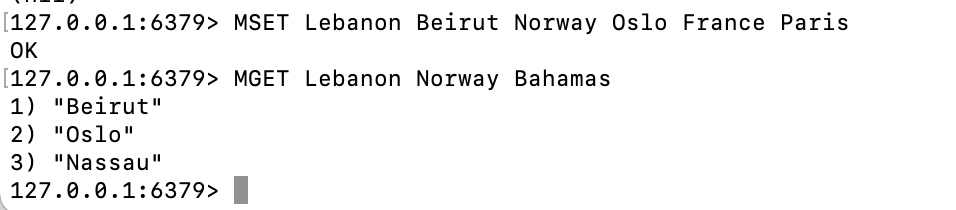 [127.0.0.1:6379> MSET Lebanon Beirut Norway Oslo France Paris
OK
[127.0.0.1:6379> MGET Lebanon Norway Bahamas
1) "Beirut"
2) "Oslo"
3) "Nassau"
127.0.0.1:6379>